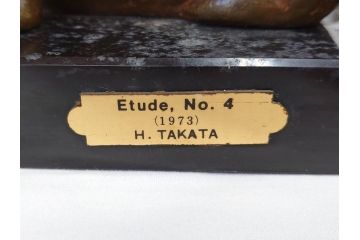 Etude, No. 4
(1973)
H. TAKATA